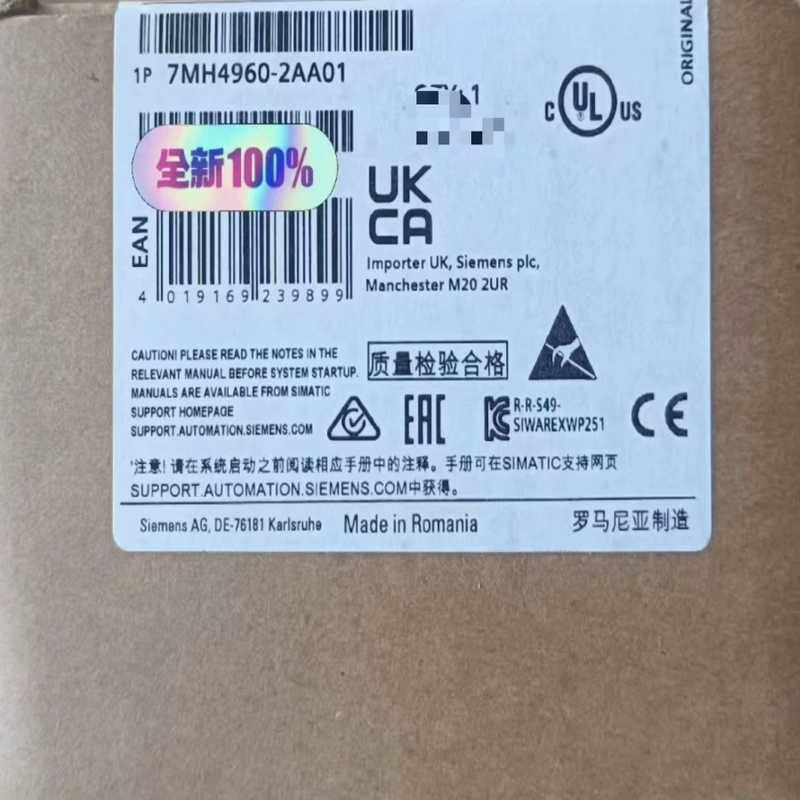 1P 7MH4960-2AA01
ORIGINAL
C UL US
全新100%
EAN
4 019169 239899
UK
CA
Importer UK, Siemens plc,
Manchester M20 2UR
CAUTION! PLEASE READ THE NOTES IN THE
RELEVANT MANUAL BEFORE SYSTEM STARTUP.
MANUALS ARE AVAILABLE FROM SIMATIC
SUPPORT HOMEPAGE
SUPPORT.AUTOMATION.SIEMENS.COM
质量检验合格
EAC
R-R-S49-
SIWAREXWP251
CE
'注意! 请在系统启动之前阅读相应手册中的注释。手册可在SIMATIC支持网页
SUPPORT.AUTOMATION.SIEMENS.COM中获得。
Siemens AG, DE-76181 Karlsruhe Made in Romania 罗马尼亚制造